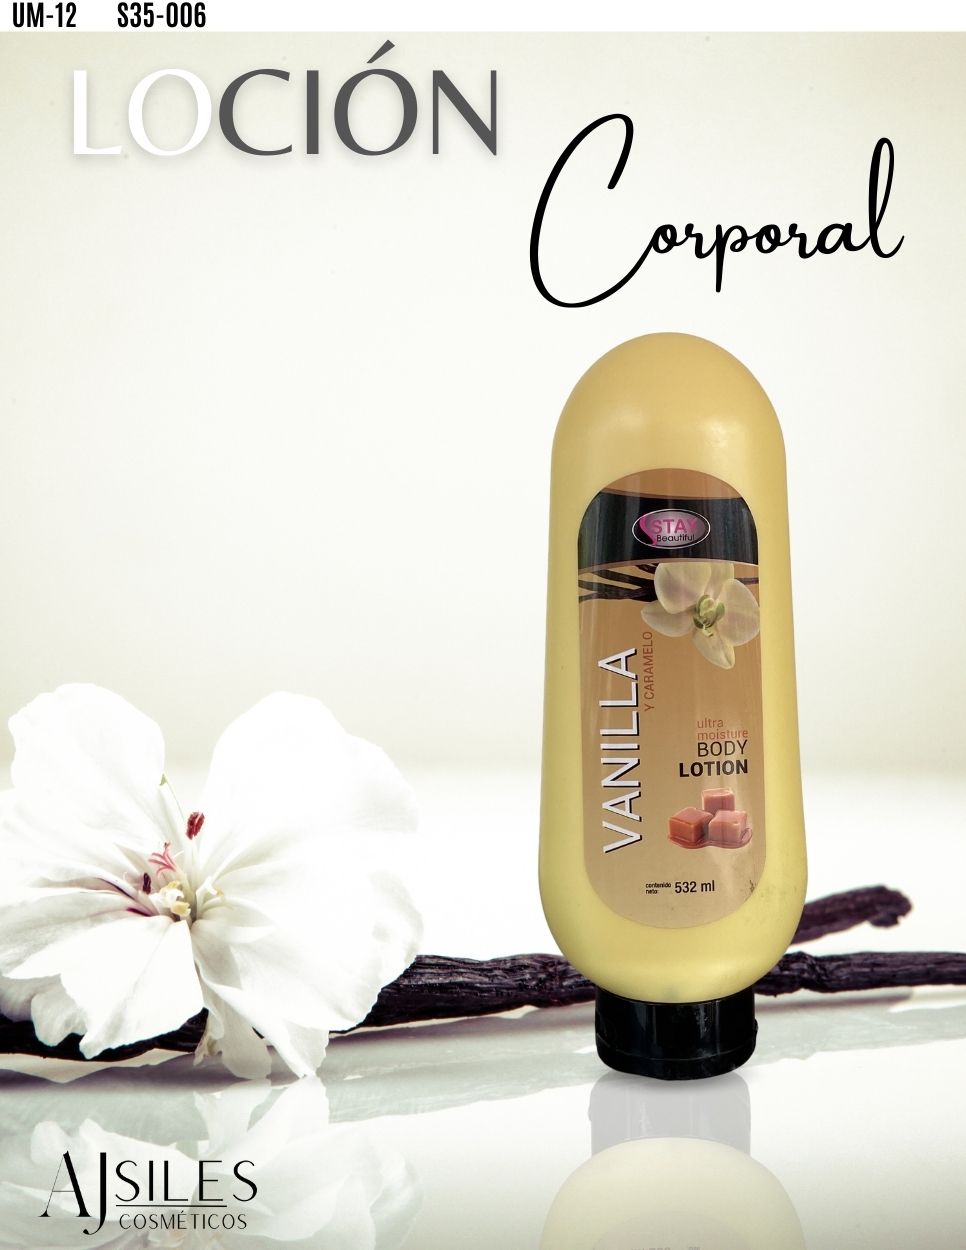 UM-12 S35-006
LOCIÓN
Corporal
STAY
Beautiful
VANILLA
Y CARAMELO
ultra
moisture
BODY
LOTION
contenido
neto: 532 ml
AJSILES
COSMÉTICOS